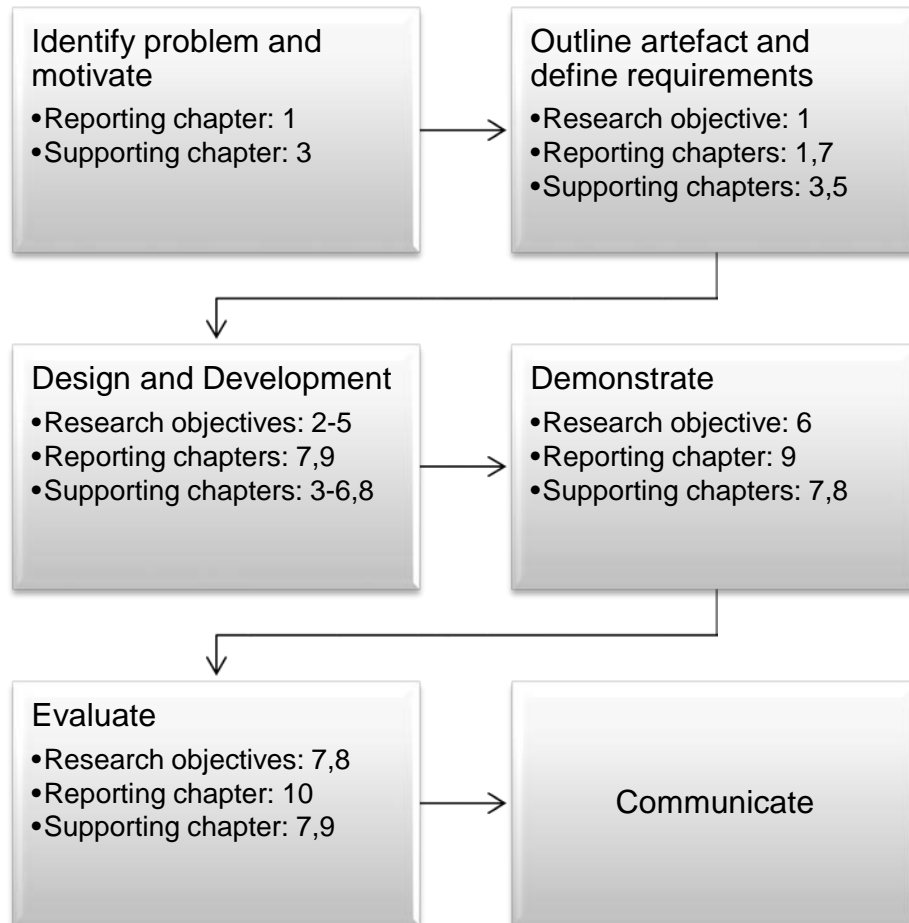 Identify problem and
motivate
•Reporting chapter: 1
•Supporting chapter: 3
Outline artefact and
define requirements
•Research objective: 1
•Reporting chapters: 1,7
•Supporting chapters: 3,5
Design and Development
•Research objectives: 2-5
•Reporting chapters: 7,9
•Supporting chapters: 3-6,8
Demonstrate
•Research objective: 6
•Reporting chapter: 9
•Supporting chapters: 7,8
Evaluate
•Research objectives: 7,8
•Reporting chapter: 10
•Supporting chapter: 7,9
Communicate